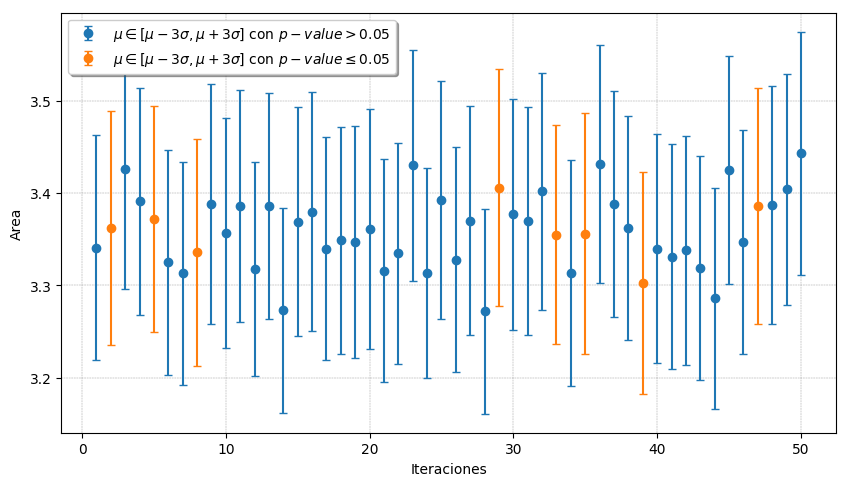 μ ∈ [μ − 3σ, μ + 3σ] con p − value > 0.05
μ ∈ [μ − 3σ, μ + 3σ] con p − value ≤ 0.05
3.5
3.4
3.3
3.2
Area
0 10 20 30 40 50
Iteraciones